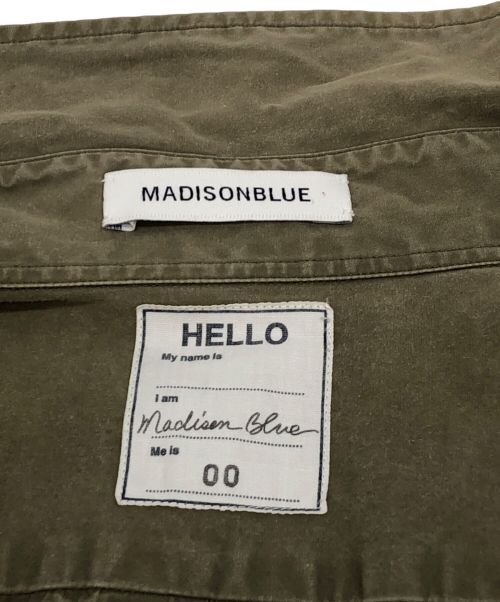 MADISONBLUE
HELLO
My name is
I am
Madison Blue
Me is
00